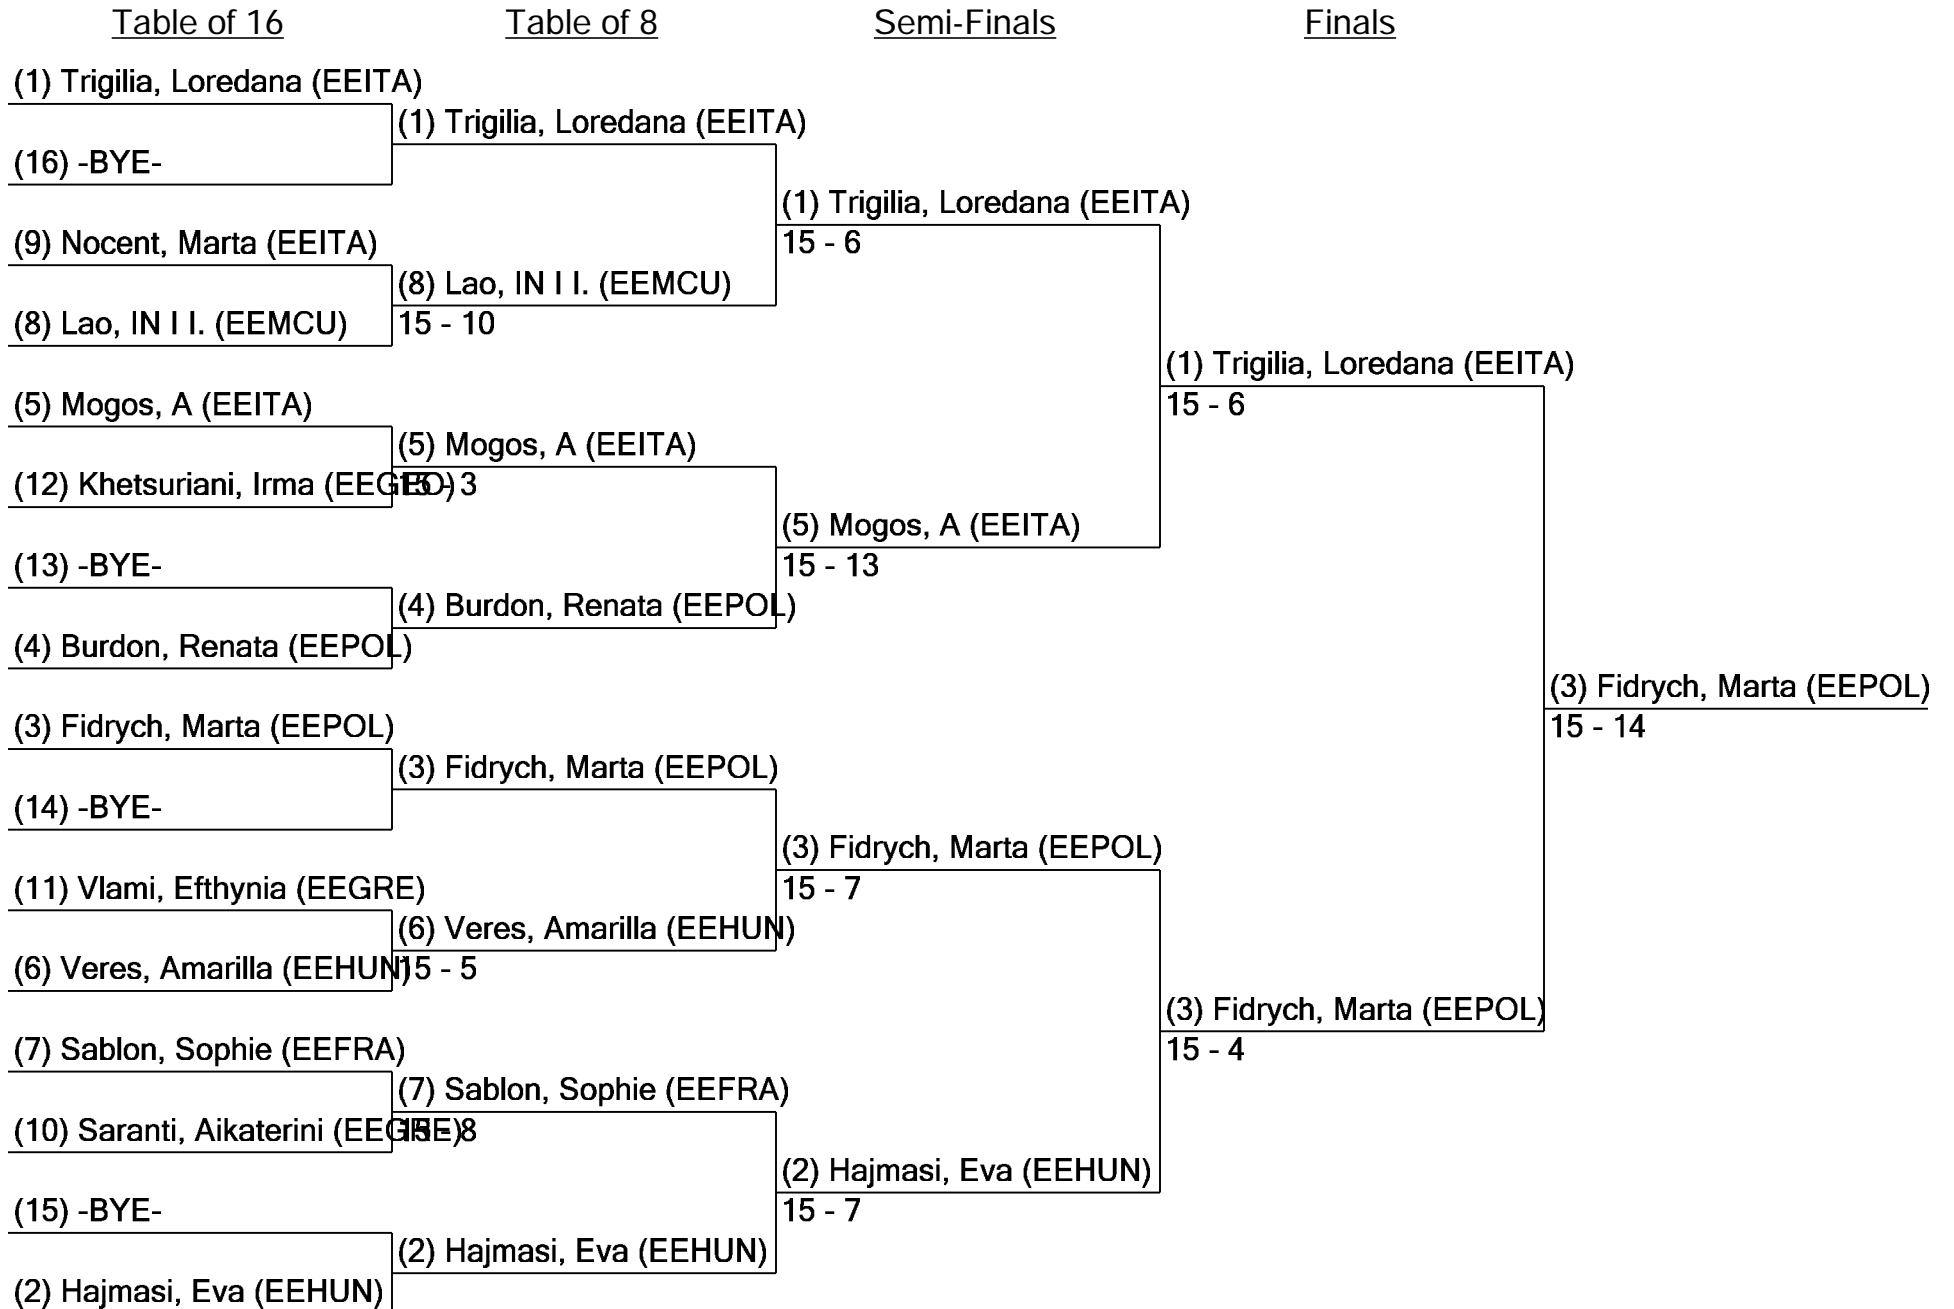 Table of 16 Table of 8 Semi-Finals Finals
(1) Trigilia, Loredana (EEITA)
(1) Trigilia, Loredana (EEITA)
(16) -BYE-
(1) Trigilia, Loredana (EEITA)
(9) Nocent, Marta (EEITA)
15 - 6
(8) Lao, IN I I. (EEMCU)
(8) Lao, IN I I. (EEMCU)
15 - 10
(1) Trigilia, Loredana (EEITA)
(5) Mogos, A (EEITA)
15 - 6
(5) Mogos, A (EEITA)
(12) Khetsuriani, Irma (EEGEO)
15 - 3
(5) Mogos, A (EEITA)
(13) -BYE-
15 - 13
(4) Burdon, Renata (EEPOL)
(4) Burdon, Renata (EEPOL)
(3) Fidrych, Marta (EEPOL)
(3) Fidrych, Marta (EEPOL)
15 - 14
(3) Fidrych, Marta (EEPOL)
(14) -BYE-
(3) Fidrych, Marta (EEPOL)
(11) Vlami, Efthynia (EEGRE)
15 - 7
(6) Veres, Amarilla (EEHUN)
(6) Veres, Amarilla (EEHUN)
15 - 5
(3) Fidrych, Marta (EEPOL)
(7) Sablon, Sophie (EEFRA)
15 - 4
(7) Sablon, Sophie (EEFRA)
(10) Saranti, Aikaterini (EEGRE)
15 - 8
(2) Hajmasi, Eva (EEHUN)
(15) -BYE-
15 - 7
(2) Hajmasi, Eva (EEHUN)
(2) Hajmasi, Eva (EEHUN)